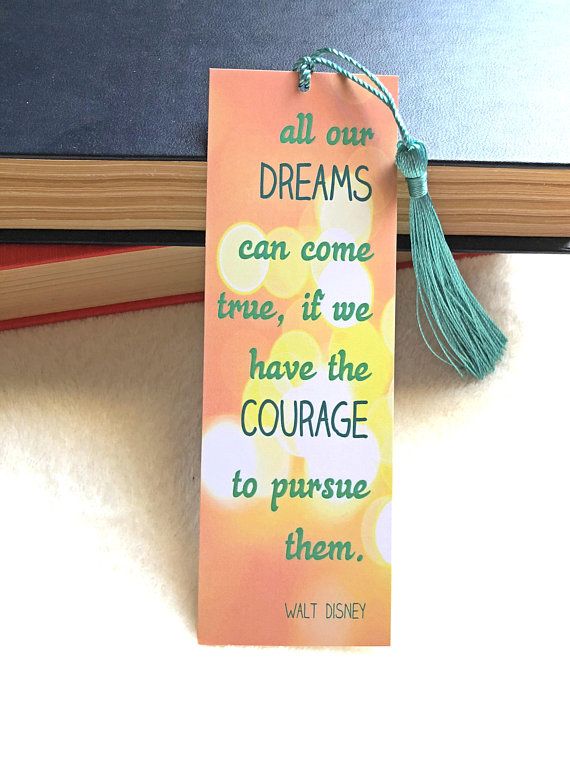 all our
DREAMS
can come
true, if we
have the
COURAGE
to pursue
them.
WALT DISNEY